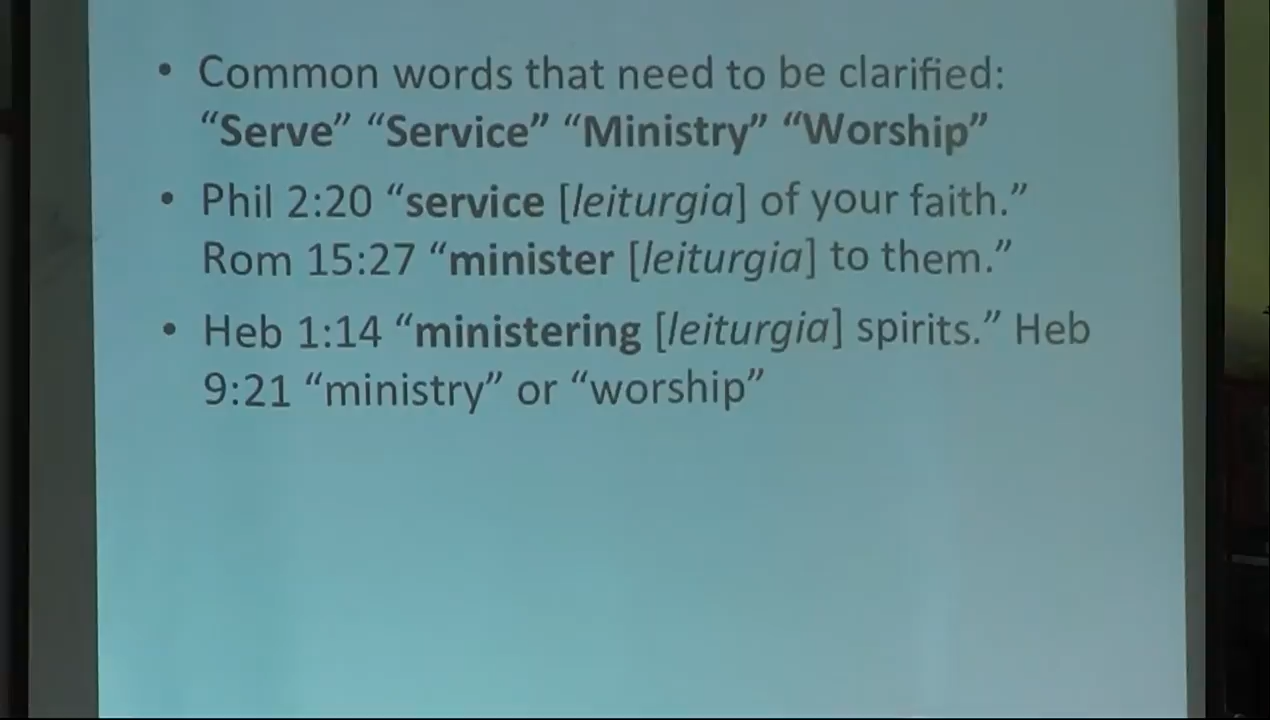 • Common words that need to be clarified:
“Serve” “Service” “Ministry” “Worship”
• Phil 2:20 “service [leiturgia] of your faith.”
Rom 15:27 “minister [leiturgia] to them.”
• Heb 1:14 “ministering [leiturgia] spirits.” Heb
9:21 “ministry” or “worship”